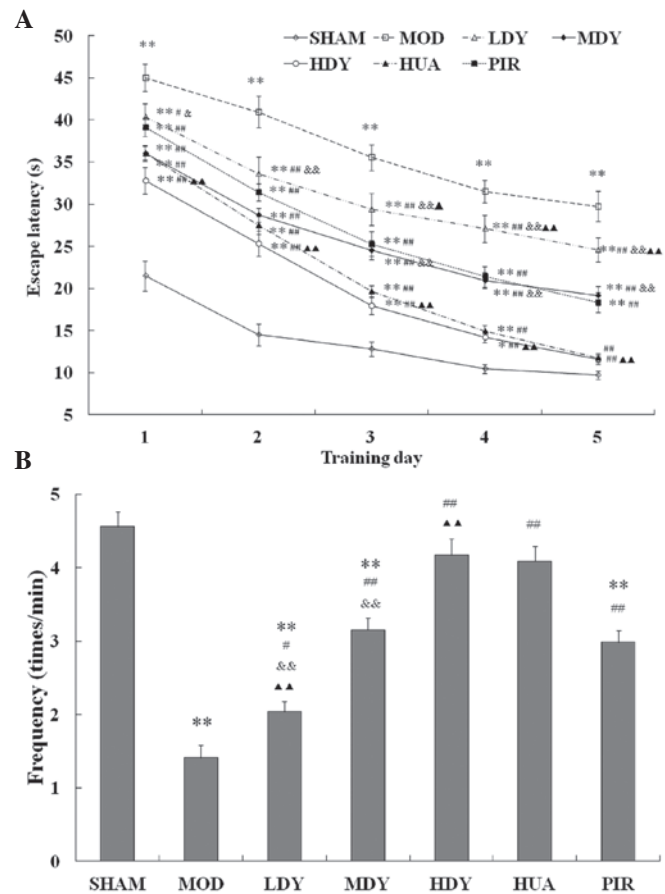 A
SHAM MOD LDY MDY
HDY HUA PIR
Escape latency (s)
50
45
40
35
30
25
20
15
10
5
** ** ** ** **
** # &
** ##
** ##
** ##
** ## ▲▲
** ## &&
** ##
** ##
** ##
** ## ▲▲
** ## && ▲
** ##
** ## &&
** ##
** ## ▲▲
** ## && ▲▲
** ##
** ## &&
** ##
* ## ▲▲
** ## && ▲▲
** ## &&
** ##
##
## ▲▲
1 2 3 4 5
Training day
B
Frequency (times/min)
5
4
3
2
1
0
**
**
#
&&
▲▲
**
##
&&
##
▲▲
##
**
##
SHAM MOD LDY MDY HDY HUA PIR